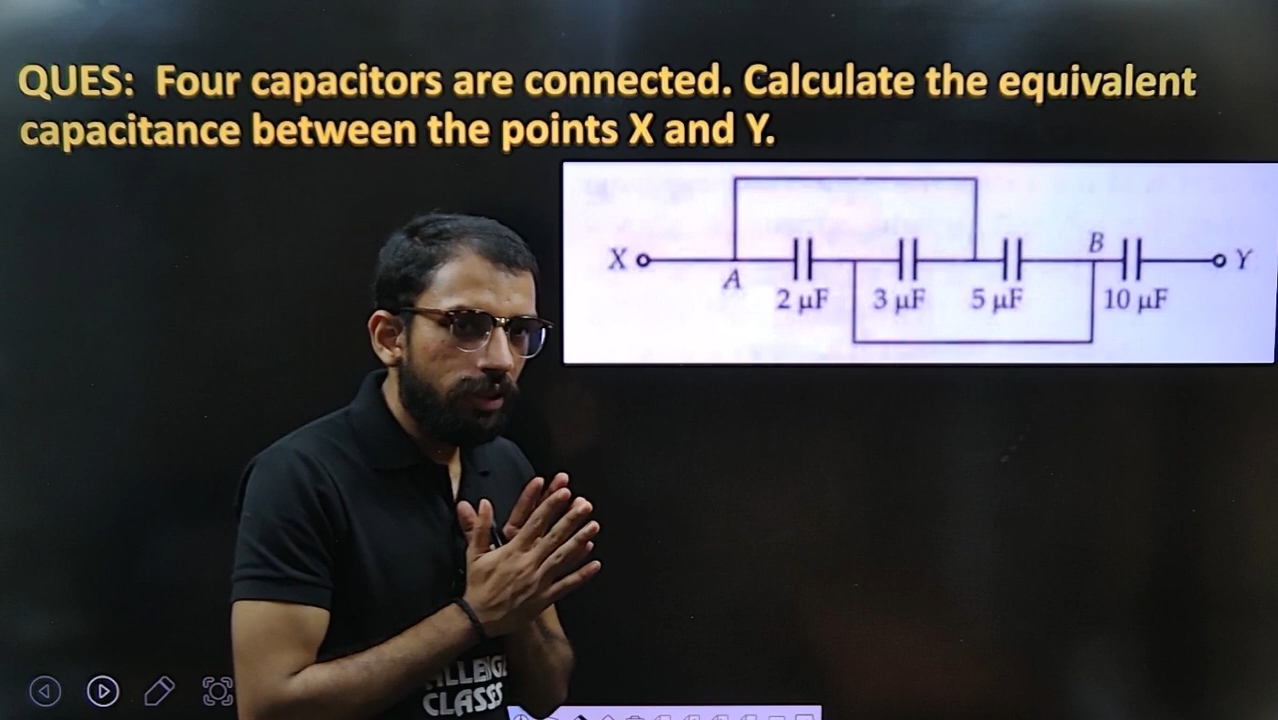 QUES: Four capacitors are connected. Calculate the equivalent
capacitance between the points X and Y.
X
A
B
Y
2 μF
3 μF
5 μF
10 μF
CLASSES